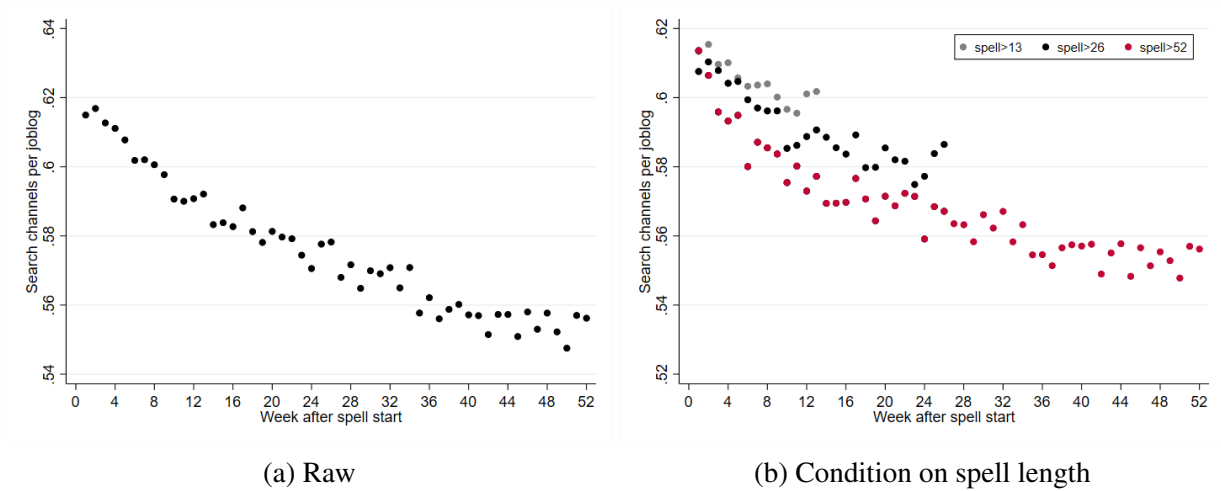 .64
.62
.6
.58
.56
.54
Search channels per joblog
0 4 8 12 16 20 24 28 32 36 40 44 48 52
Week after spell start
(a) Raw
.62
.6
.58
.56
.54
.52
Search channels per joblog
spell>13 spell>26 spell>52
0 4 8 12 16 20 24 28 32 36 40 44 48 52
Week after spell start
(b) Condition on spell length